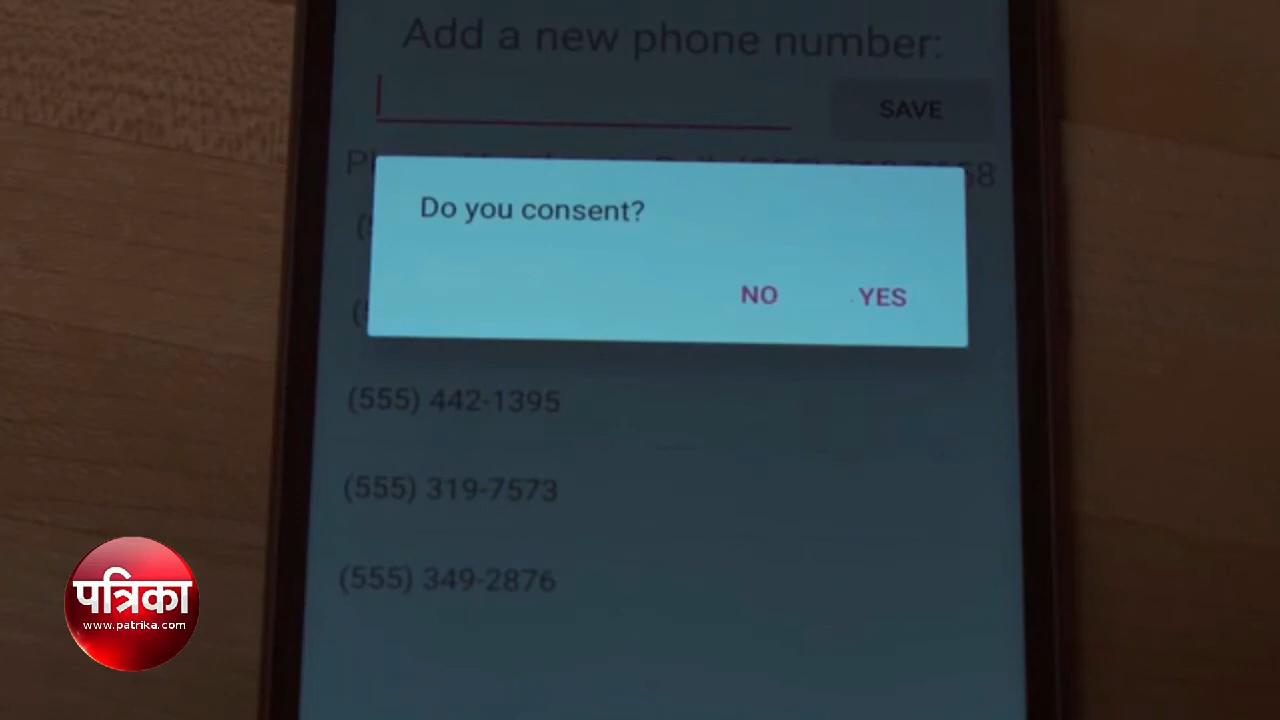 Add a new phone number:
SAVE
Do you consent?
NO YES
(555) 442-1395
(555) 319-7573
(555) 349-2876
पत्रिका
www.patrika.com